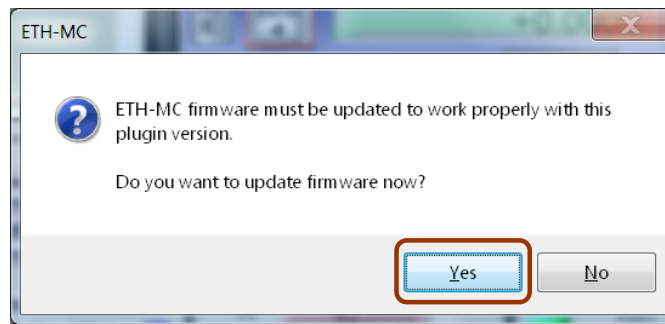 ETH-MC
ETH-MC firmware must be updated to work properly with this
plugin version.
Do you want to update firmware now?
Yes
No